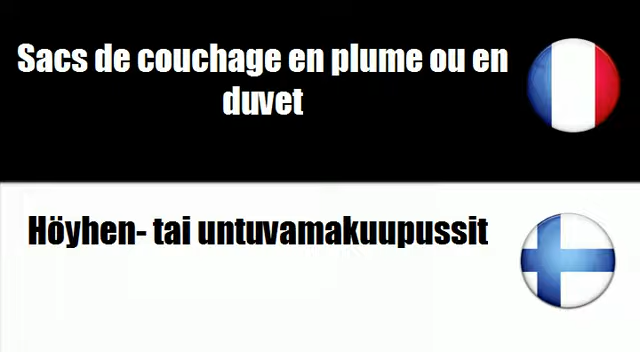 Sacs de couchage en plume ou en
duvet
Höyhen- tai untuvamakuupussit